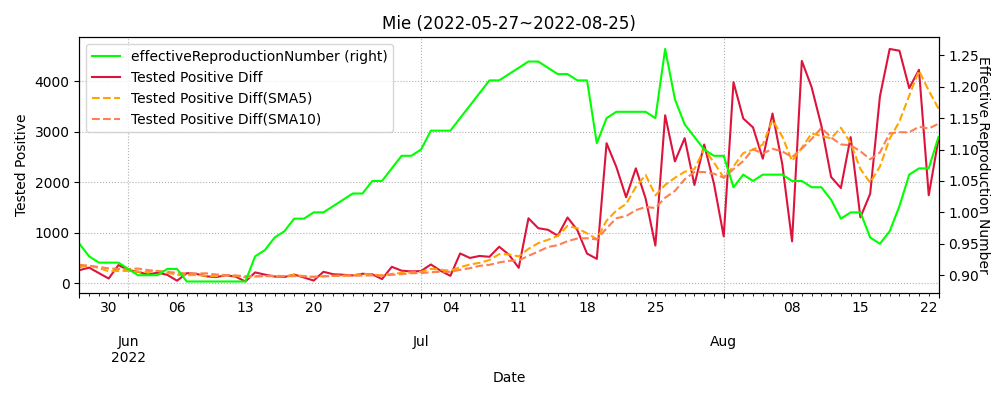 Mie (2022-05-27~2022-08-25)
effectiveReproductionNumber (right)
Tested Positive Diff
Tested Positive Diff(SMA5)
Tested Positive Diff(SMA10)
Tested Positive
4000
3000
2000
1000
0
1.25
1.20
1.15
1.10
1.05
1.00
0.95
0.90
Effective Reproduction Number
30 06 13 20 27 04 11 18 25 08 15 22
Jun Jul Aug
2022
Date